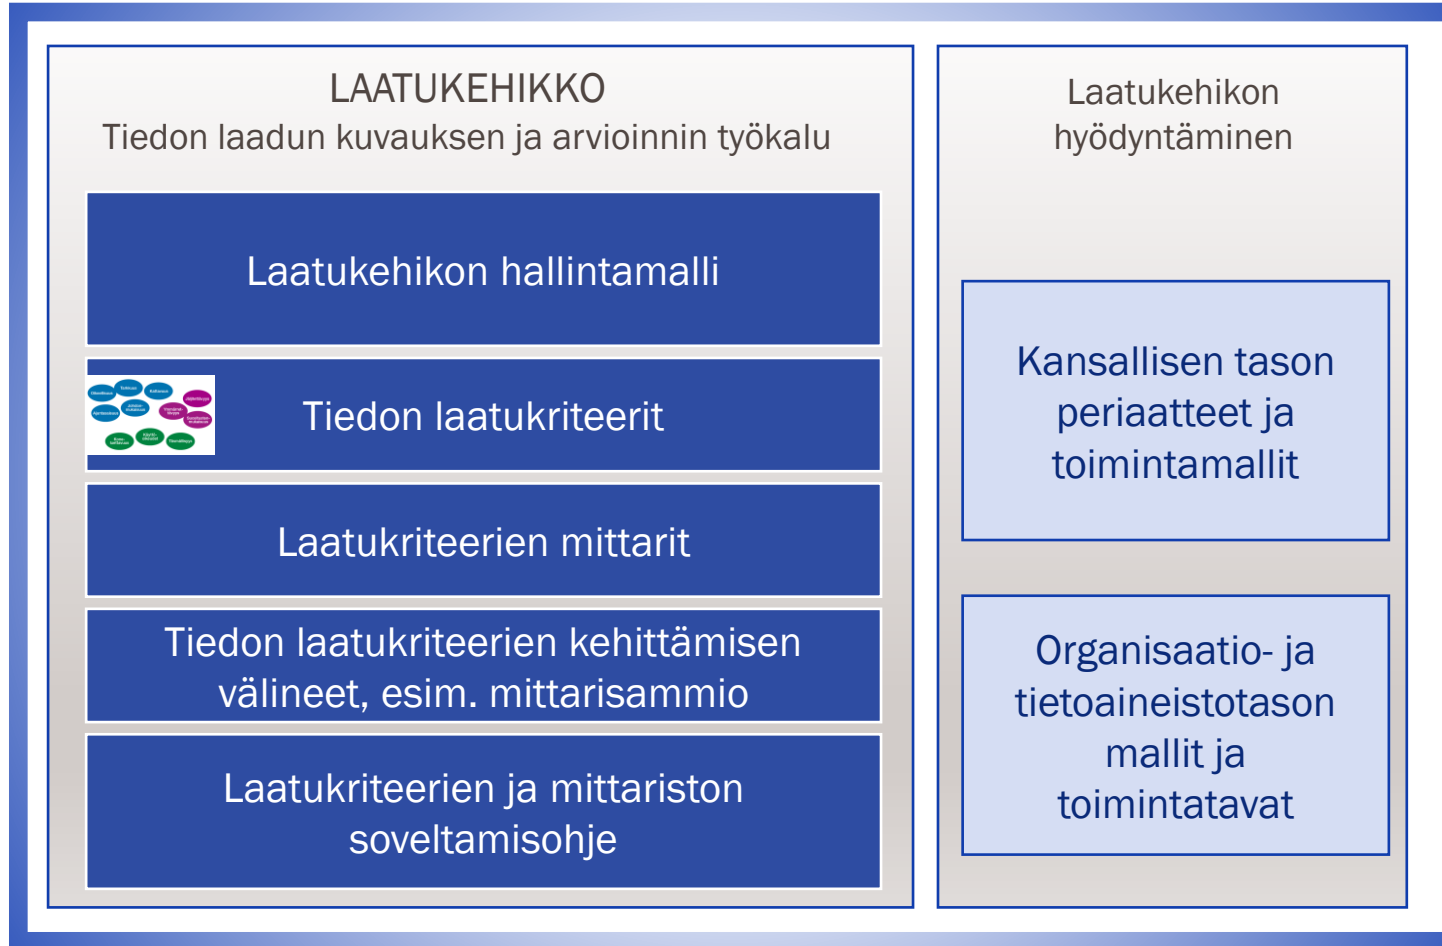 LAATUKEHIKKO
Tiedon laadun kuvauksen ja arvioinnin työkalu
Laatukehikon hallintamalli
Tiedon laatukriteerit
Laatukriteerien mittarit
Tiedon laatukriteerien kehittämisen
välineet, esim. mittarisammio
Laatukriteerien ja mittariston
soveltamisohje
Laatukehikon
hyödyntäminen
Kansallisen tason
periaatteet ja
toimintamallit
Organisaatio- ja
tietoaineistotason
mallit ja
toimintatavat